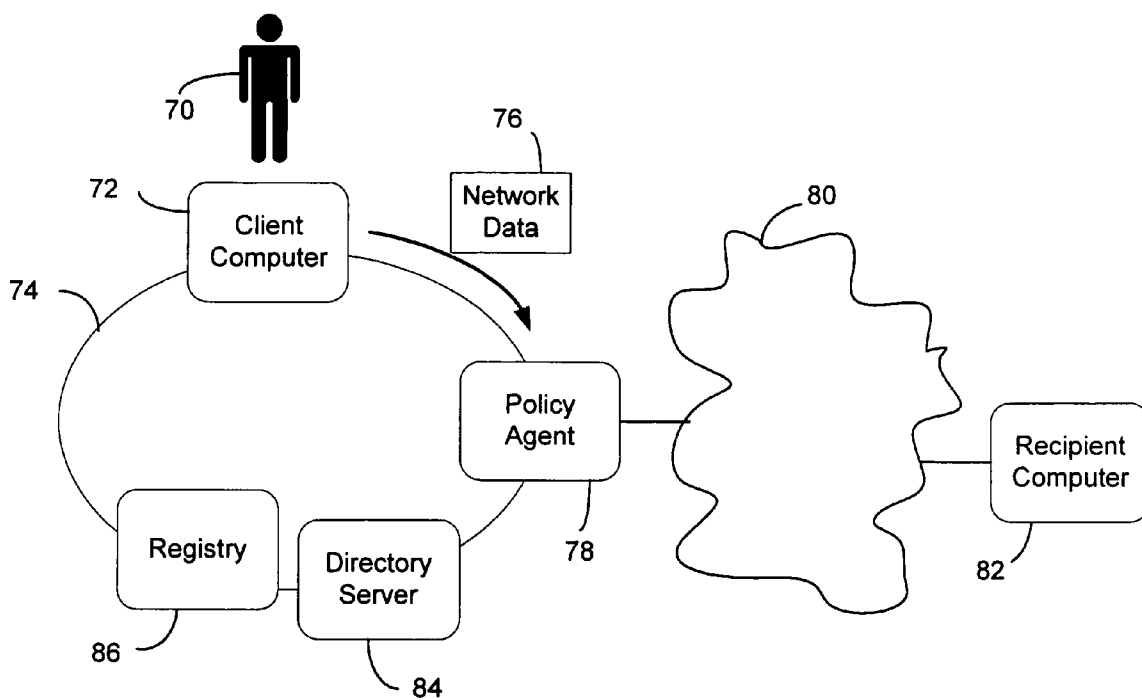 70
76
72
Client
Computer
Network
Data
80
74
Policy
Agent
Recipient
Computer
Registry
Directory
Server
78
82
86
84